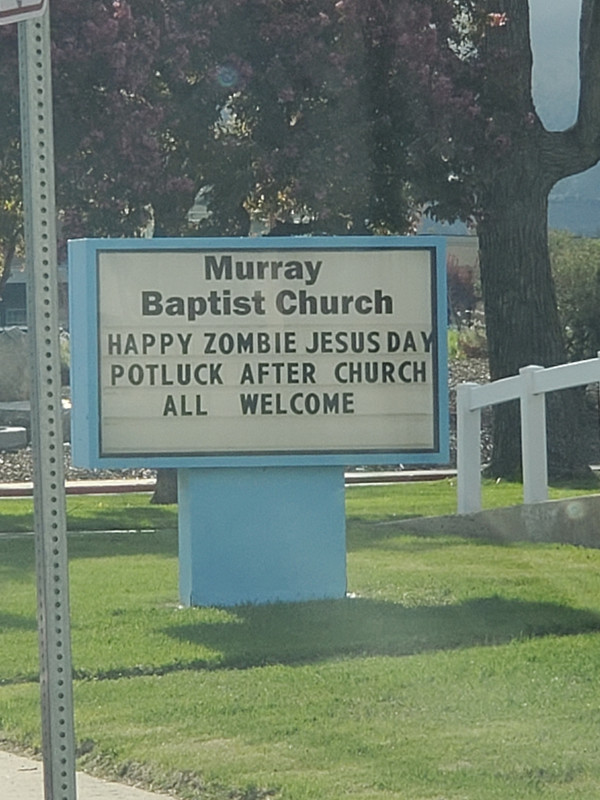 Murray
Baptist Church
HAPPY ZOMBIE JESUS DAY
POTLUCK AFTER CHURCH
ALL WELCOME